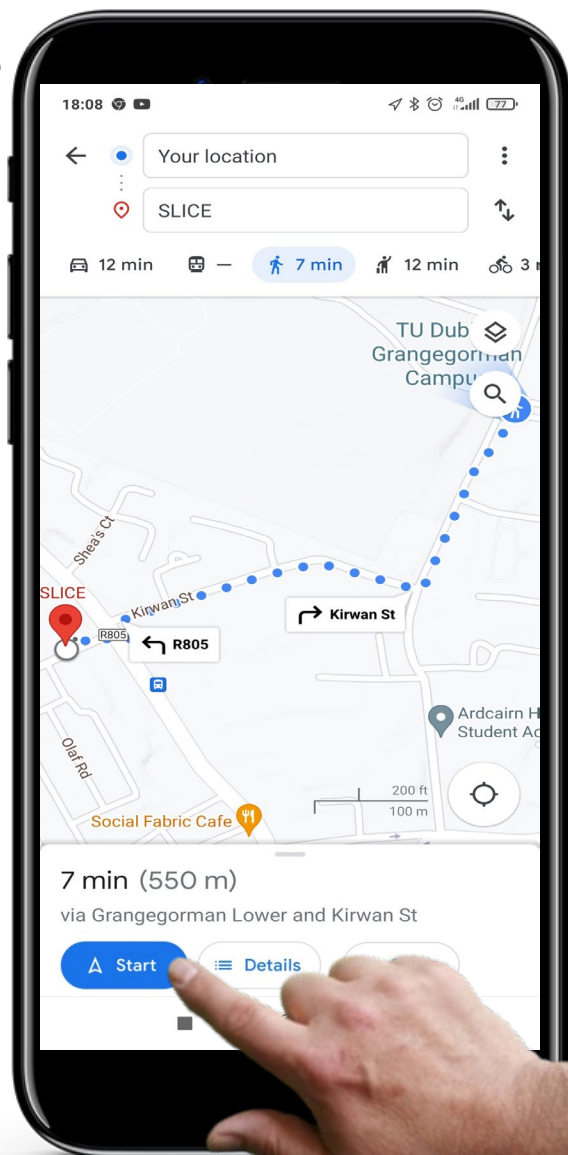 18:08 4G 77
Your location
SLICE
12 min — 7 min 12 min 3
TU Dub
Grangegorman
Campu
Shea's Ct
SLICE
Kirwan St
Kirwan St
R805
R805
Ardcairn H
Student Ac
Olaf Rd
200 ft
100 m
Social Fabric Cafe
7 min (550 m)
via Grangegorman Lower and Kirwan St
Start Details